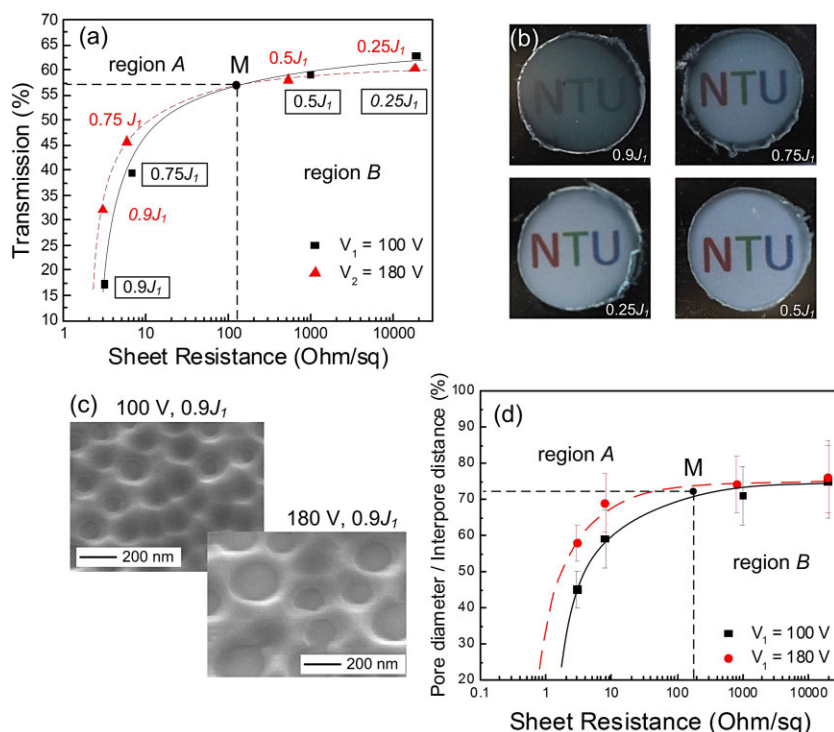 (a)
Transmission (%)
65
60
55
50
45
40
35
30
25
20
15
10
region A
M
0.5J₁
0.25J₁
0.75 J₁
0.5J₁
0.25J₁
0.75J₁
region B
0.9J₁
0.9J₁
V₁ = 100 V
V₂ = 180 V
1 10 100 1000 10000
Sheet Resistance (Ohm/sq)
(b)
NTU
0.9J₁
NTU
0.75J₁
NTU
0.25J₁
NTU
0.5J₁
(c)
100 V, 0.9J₁
200 nm
180 V, 0.9J₁
200 nm
(d)
Pore diameter / Interpore distance (%)
100
90
80
70
60
50
40
30
20
region A
M
region B
V₁ = 100 V
V₁ = 180 V
0.1 1 10 100 1000 10000
Sheet Resistance (Ohm/sq)